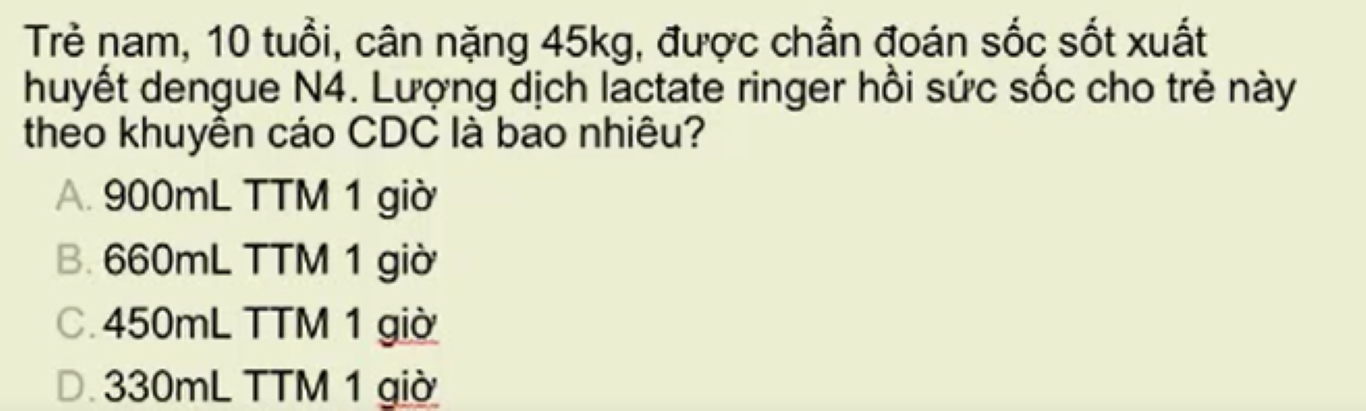 Trẻ nam, 10 tuổi, cân nặng 45kg, được chẩn đoán sốc sốt xuất
huyết dengue N4. Lượng dịch lactate ringer hồi sức sốc cho trẻ này
theo khuyến cáo CDC là bao nhiêu?
A. 900mL TTM 1 giờ
B. 660mL TTM 1 giờ
C. 450mL TTM 1 giờ
D. 330mL TTM 1 giờ